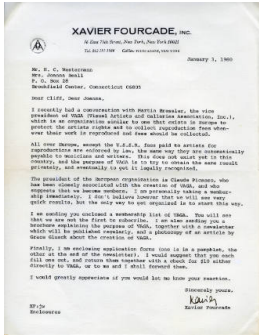 XAVIER FOURCADE, INC.
36 East 75th Street, New York, New York 10021
January 3, 1980
Mr. H. C. Westermann
Mrs. Joanna Beall
P. O. Box 28
Brookfield Center, Connecticut 06805
Dear Cliff, Dear Joanna,
I recently had a conversation with Martin Bressler, the vice
president of VAGA (Visual Artists and Galleries Association, Inc.),
which is an organization similar to one that exists in Europe to
protect the artists rights and to collect reproduction fees when-
ever their work is reproduced and fees should be collected.
All over Europe, except the U.S.S.R. fees paid to artists for
reproductions are enforced by law, the same way they are automatically
payable to musicians and writers. This does not exist yet in this
country, and the purpose of VAGA is to try to obtain the same result
privately, and eventually to get it legally recognized.
The president of the European organization is Claude Picasso, who
has been closely associated with the creation of VAGA, and who
suggests that we become members. I am personally taking a member-
ship immediately. I don't believe however that we will see very
quick results, but the only way to get organized is to start this way.
I am sending you enclosed a membership list of VAGA. You will see
that we are not the first to subscribe. I am also sending you a
brochure explaining the purpose of VAGA, together with a newsletter
which will be published regularly, and a photocopy of an article by
Grace Glueck about the creation of VAGA.
Finally, I am enclosing application forms (one is in a pamphlet, the
other at the end of the newsletter). I would suggest that you each
fill one out, and return them together with a check for $15 either
directly to VAGA, or to me and I shall forward them.
I would greatly appreciate if you would let me know your reaction.
Sincerely yours,
Xavier
Xavier Fourcade
Enclosures